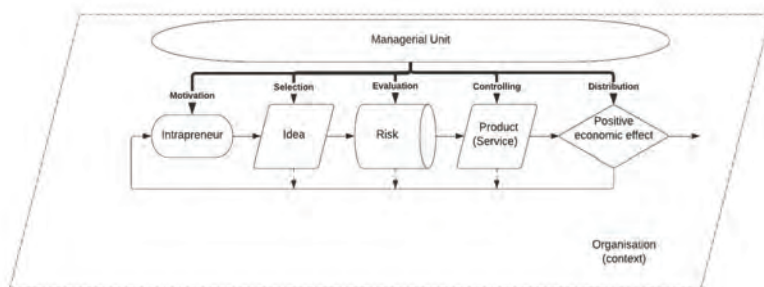 Managerial Unit
Motivation
Selection
Evaluation
Controlling
Distribution
Intrapreneur
Idea
Risk
Product
(Service)
Positive
economic effect
Organisation
(context)